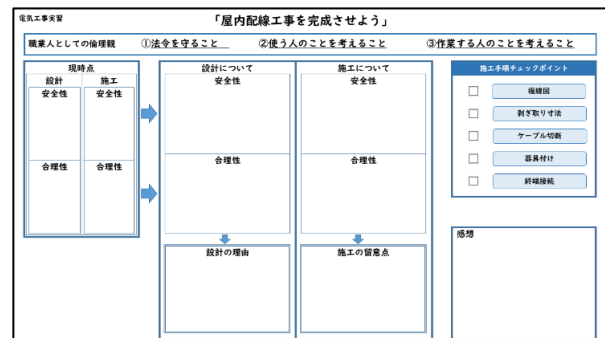 電気工事実習
「屋内配線工事を完成させよう」
職業人としての倫理観 ①法令を守ること ②使う人のことを考えること ③作業する人のことを考えること
現時点
設計 施工
安全性 安全性
合理性 合理性
設計について
安全性
合理性
設計の理由
施工について
安全性
合理性
施工の留意点
施工手順チェックポイント
複線図
剥ぎ取り寸法
ケーブル切断
器具付け
終端接続
感想